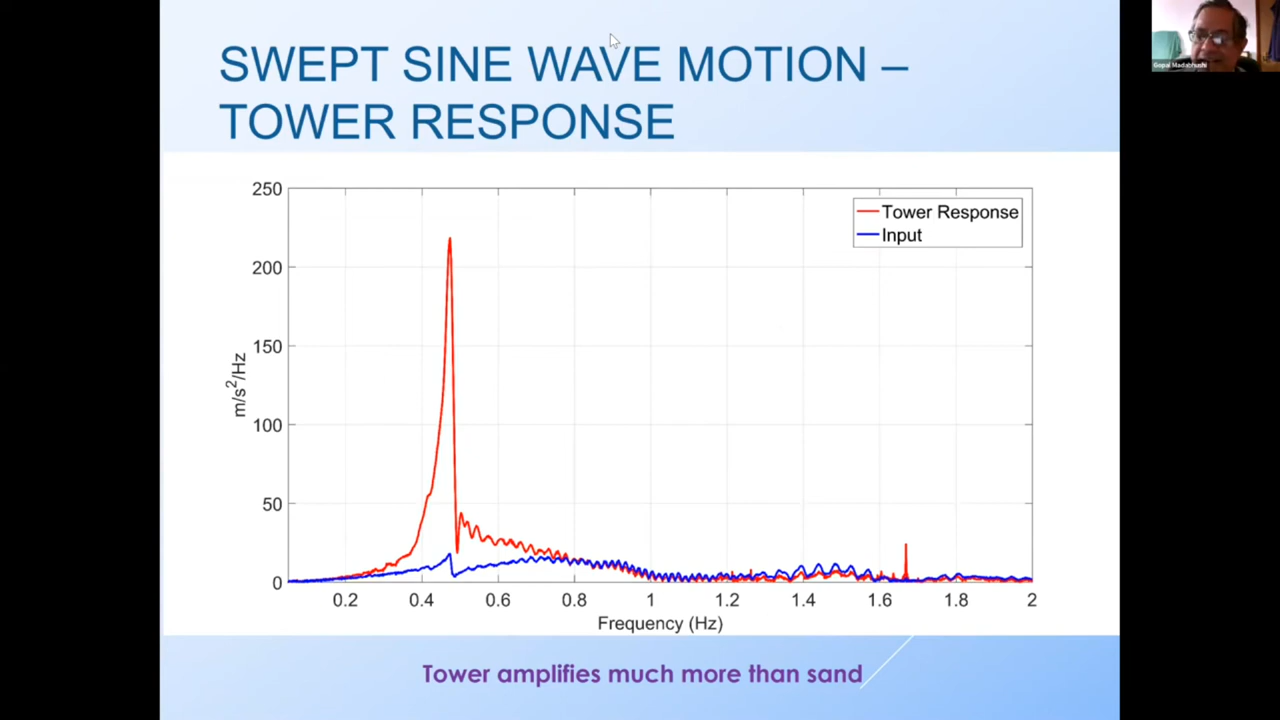 SWEPT SINE WAVE MOTION –
TOWER RESPONSE
Gopal Madabhushi
250
200
150
100
50
0
m/s²/Hz
Tower Response
Input
0.2 0.4 0.6 0.8 1 1.2 1.4 1.6 1.8 2
Frequency (Hz)
Tower amplifies much more than sand